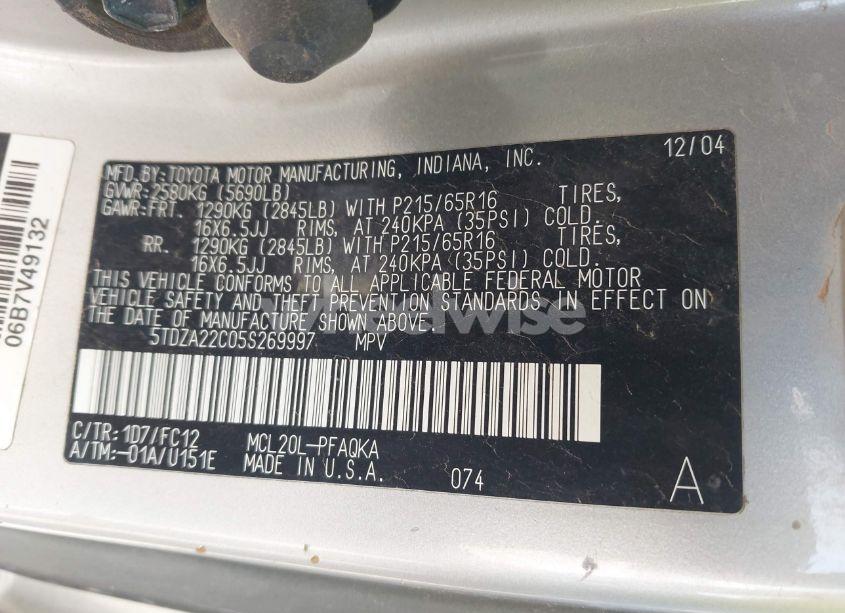 MFD. BY: TOYOTA MOTOR MANUFACTURING, INDIANA, INC. 12/04
GVWR: 2580KG (5690LB)
GAWR: FRT. 1290KG (2845LB) WITH P215/65R16 TIRES,
16X6.5JJ RIMS, AT 240KPA (35PSI) COLD.
RR. 1290KG (2845LB) WITH P215/65R16 TIRES,
16X6.5JJ RIMS, AT 240KPA (35PSI) COLD.
THIS VEHICLE CONFORMS TO ALL APPLICABLE FEDERAL MOTOR
VEHICLE SAFETY AND THEFT PREVENTION STANDARDS IN EFFECT ON
THE DATE OF MANUFACTURE SHOWN ABOVE.
5TDZA22C05S269997 MPV
C/TR: 1D7/FC12 MCL20L-PFAQKA
A/TM: -01A/U151E MADE IN U.S.A. 074 A
06B7V49132